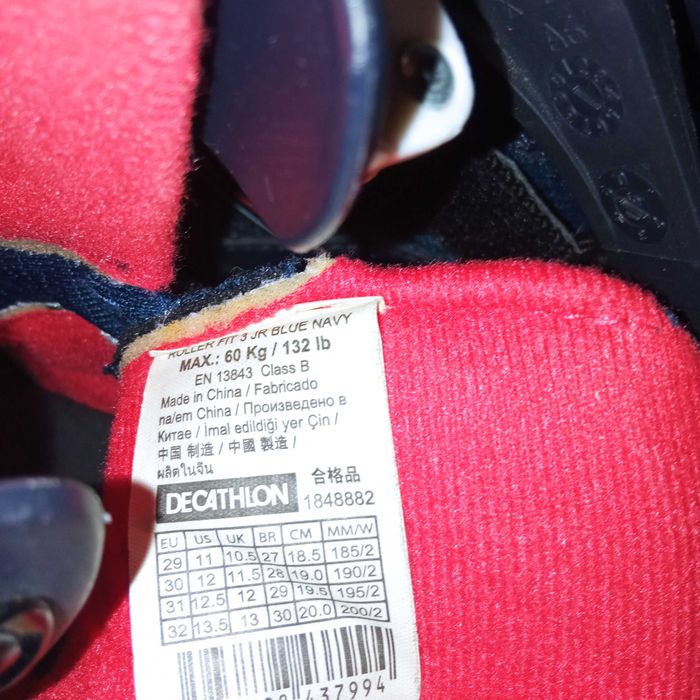 ROLLER FIT 3 JR BLUE NAVY
MAX.: 60 Kg / 132 lb
EN 13843 Class B
Made in China / Fabricado
na/em China / Произведено в
Китае / İmal edildiği yer Çin /
中国 制造 / 中國 製造 /
ผลิตในจีน
DECATHLON 合格品
1848882
EU US UK BR CM MM/W
29 11 10.5 27 18.5 185/2
30 12 11.5 28 19.0 190/2
31 12.5 12 29 19.5 195/2
32 13.5 13 30 20.0 200/2
437994